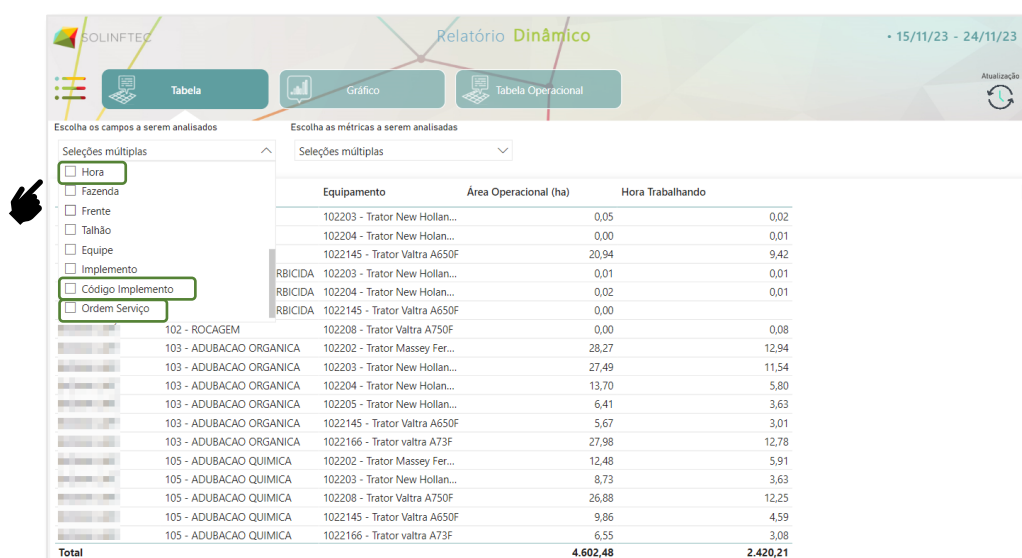 SOLINFTEC
Relatório Dinâmico
• 15/11/23 - 24/11/23
Tabela
Gráfico
Tabela Operacional
Atualização
Escolha os campos a serem analisados
Escolha as métricas a serem analisadas
Seleções múltiplas
Seleções múltiplas
Hora
Fazenda
Frente
Talhão
Equipe
Implemento
Código Implemento
Ordem Serviço
Equipamento Área Operacional (ha) Hora Trabalhando
102203 - Trator New Hollan... 0,05 0,02
102204 - Trator New Holan... 0,00 0,01
1022145 - Trator Valtra A650F 20,94 9,42
RBICIDA 102203 - Trator New Hollan... 0,01 0,01
RBICIDA 102204 - Trator New Holan... 0,02 0,01
RBICIDA 1022145 - Trator Valtra A650F 0,00
102 - ROCAGEM 102208 - Trator Valtra A750F 0,00 0,08
103 - ADUBACAO ORGANICA 102202 - Trator Massey Fer... 28,27 12,94
103 - ADUBACAO ORGANICA 102203 - Trator New Hollan... 27,49 11,54
103 - ADUBACAO ORGANICA 102204 - Trator New Holan... 13,70 5,80
103 - ADUBACAO ORGANICA 102205 - Trator New Hollan... 6,41 3,63
103 - ADUBACAO ORGANICA 1022145 - Trator Valtra A650F 5,67 3,01
103 - ADUBACAO ORGANICA 1022166 - Trator valtra A73F 27,98 12,78
105 - ADUBACAO QUIMICA 102202 - Trator Massey Fer... 12,48 5,91
105 - ADUBACAO QUIMICA 102203 - Trator New Hollan... 8,73 3,63
105 - ADUBACAO QUIMICA 102208 - Trator Valtra A750F 26,88 12,25
105 - ADUBACAO QUIMICA 1022145 - Trator Valtra A650F 9,86 4,59
105 - ADUBACAO QUIMICA 1022166 - Trator valtra A73F 6,55 3,08
Total 4.602,48 2.420,21